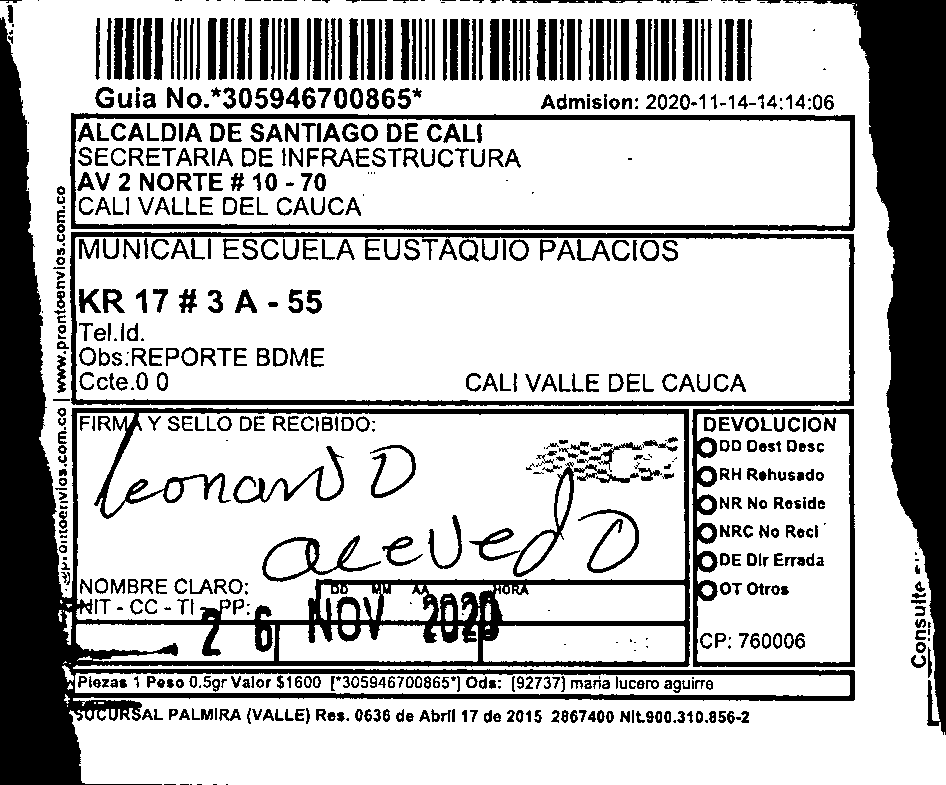 Guia No.*305946700865*
Admision: 2020-11-14-14:14:06
ALCALDIA DE SANTIAGO DE CALI
SECRETARIA DE INFRAESTRUCTURA
AV 2 NORTE # 10 - 70
CALI VALLE DEL CAUCA
MUNICALI ESCUELA EUSTAQUIO PALACIOS
KR 17 # 3 A - 55
Tel.Id.
Obs:REPORTE BDME
Ccte.0 0 CALI VALLE DEL CAUCA
www.prontoenvios.com.co
FIRMA Y SELLO DE RECIBIDO:
Leonardo
acevedo
NOMBRE CLARO:
NIT - CC - TI - PP:
DD MM AA HORA
26 NOV 2020
DEVOLUCION
DD Dest Desc
RH Rehusado
NR No Reside
NRC No Reci
DE Dir Errada
OT Otros
CP: 760006
Piezas 1 Peso 0.5gr Valor $1600 [*305946700865*] Ods: [92737] maria lucero aguirre
SUCURSAL PALMIRA (VALLE) Res. 0636 de Abril 17 de 2015 2867400 Nit.900.310.856-2
Consulte